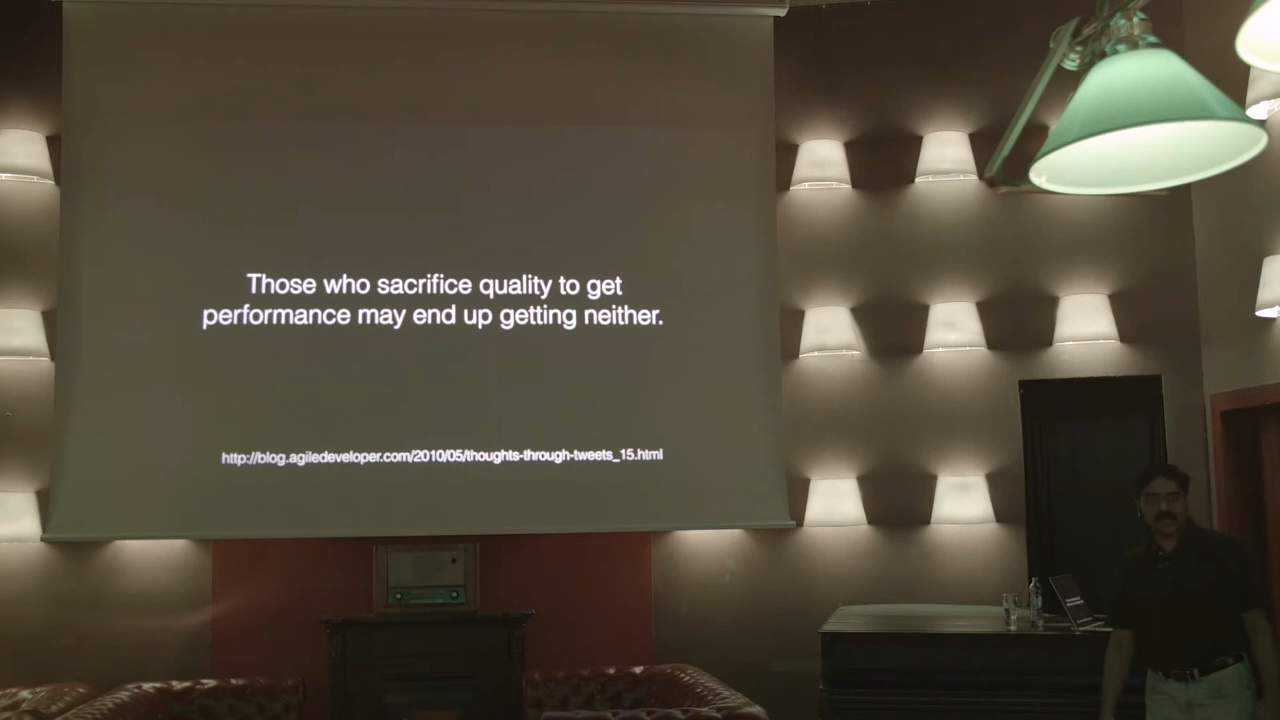 Those who sacrifice quality to get
performance may end up getting neither.
http://blog.agiledeveloper.com/2010/05/thoughts-through-tweets_15.html